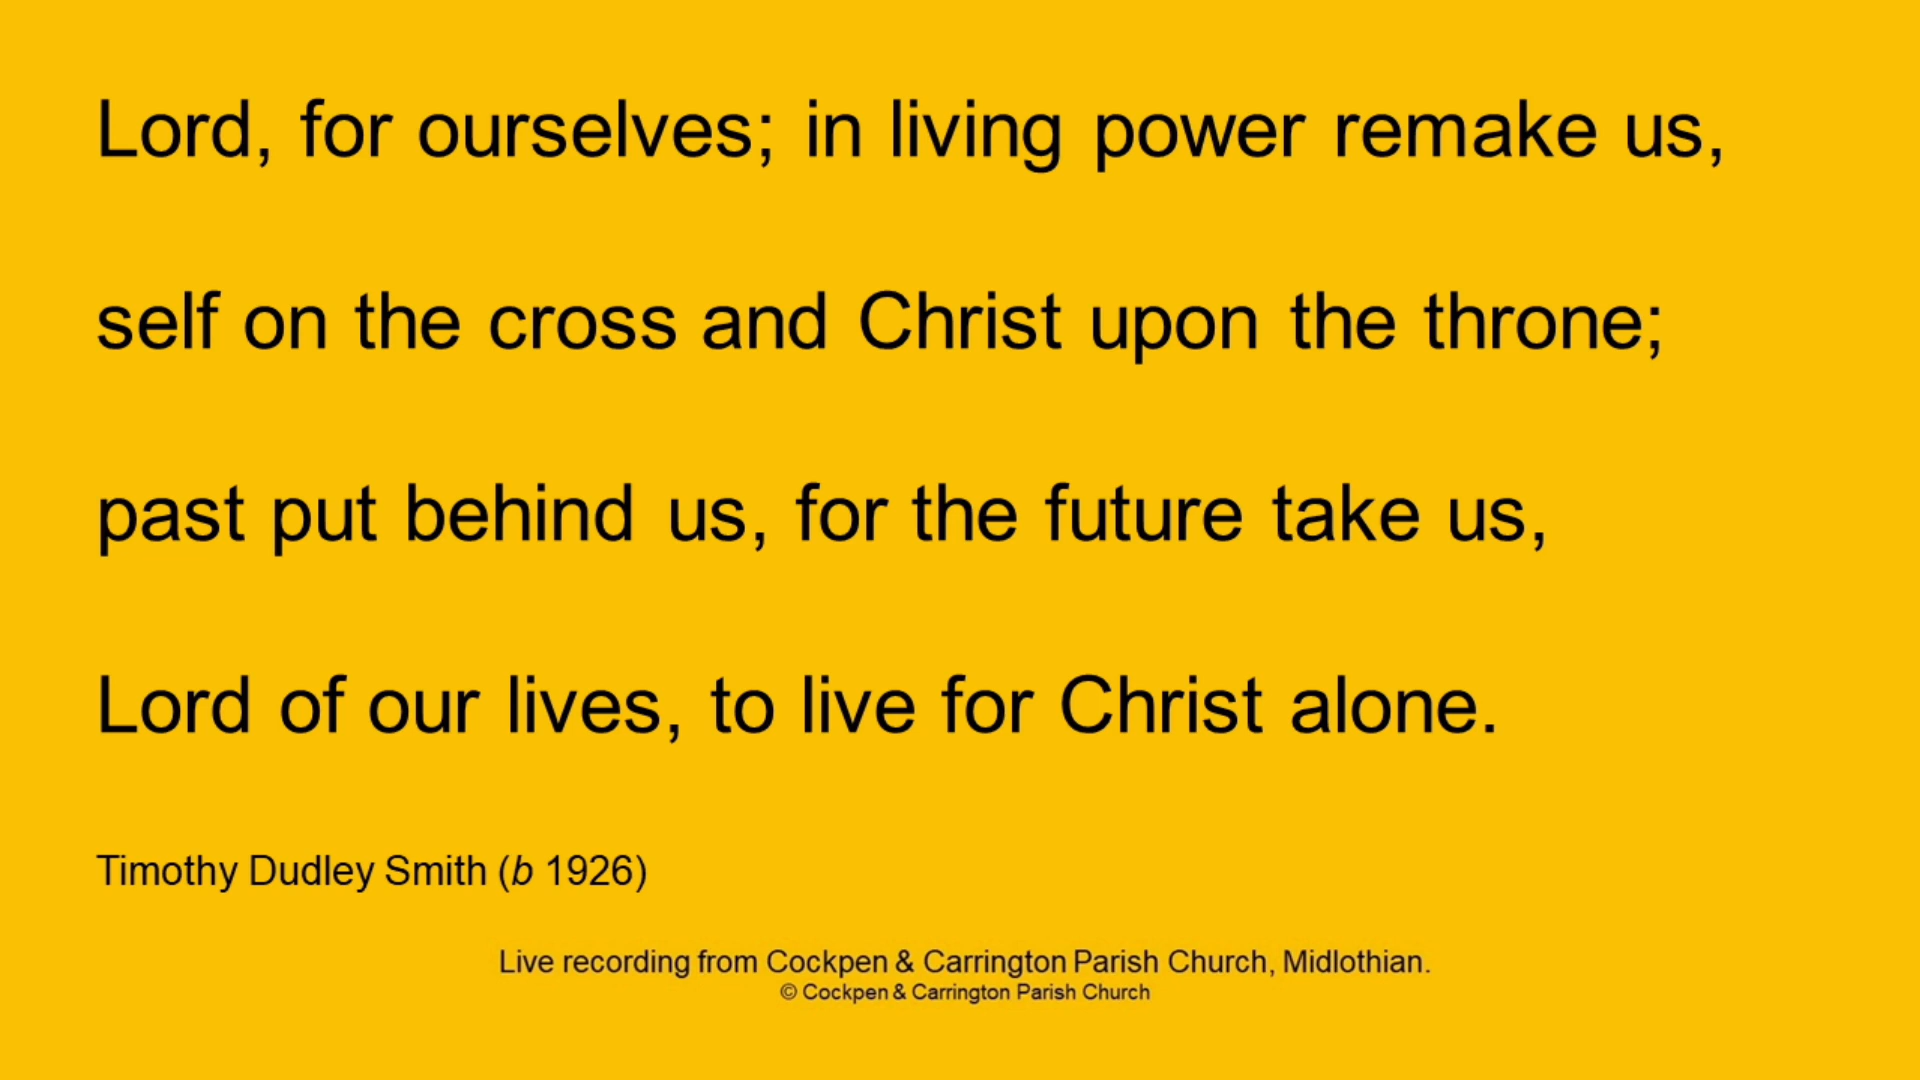 Lord, for ourselves; in living power remake us,
self on the cross and Christ upon the throne;
past put behind us, for the future take us,
Lord of our lives, to live for Christ alone.
Timothy Dudley Smith (b 1926)
Live recording from Cockpen & Carrington Parish Church, Midlothian.
© Cockpen & Carrington Parish Church